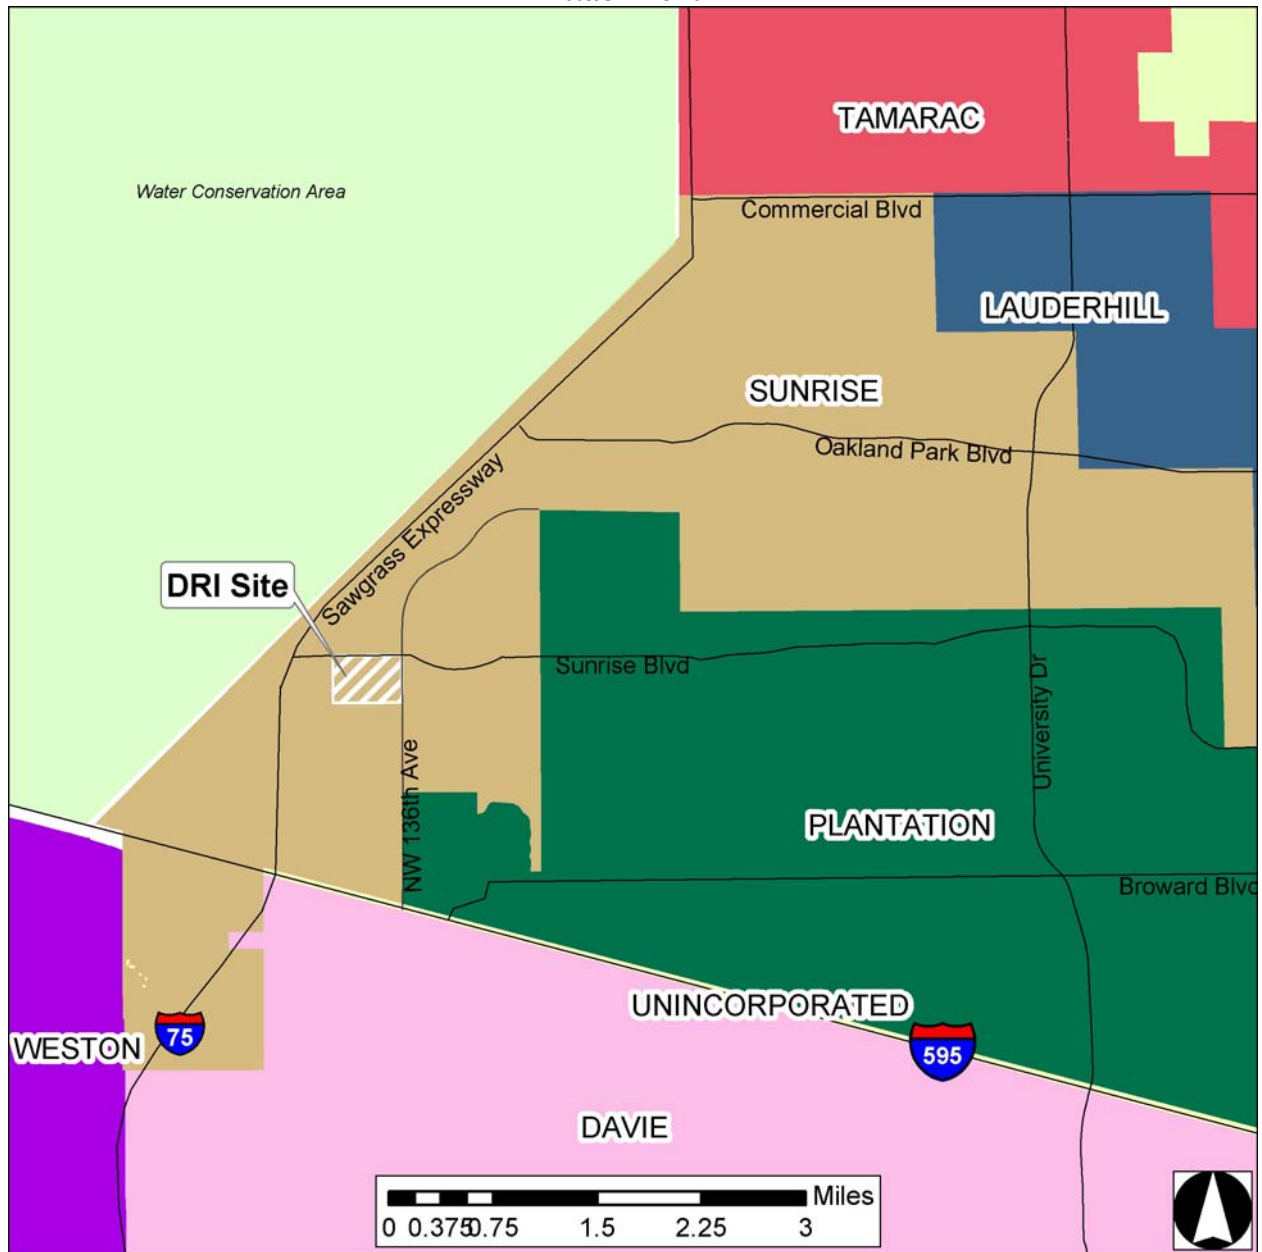 TAMARAC
Water Conservation Area
Commercial Blvd
LAUDERHILL
SUNRISE
Oakland Park Blvd
Sawgrass Expressway
DRI Site
Sunrise Blvd
University Dr
NW 136th Ave
PLANTATION
Broward Blvd
UNINCORPORATED
75
WESTON
595
DAVIE
Miles
0 0.375 0.75 1.5 2.25 3